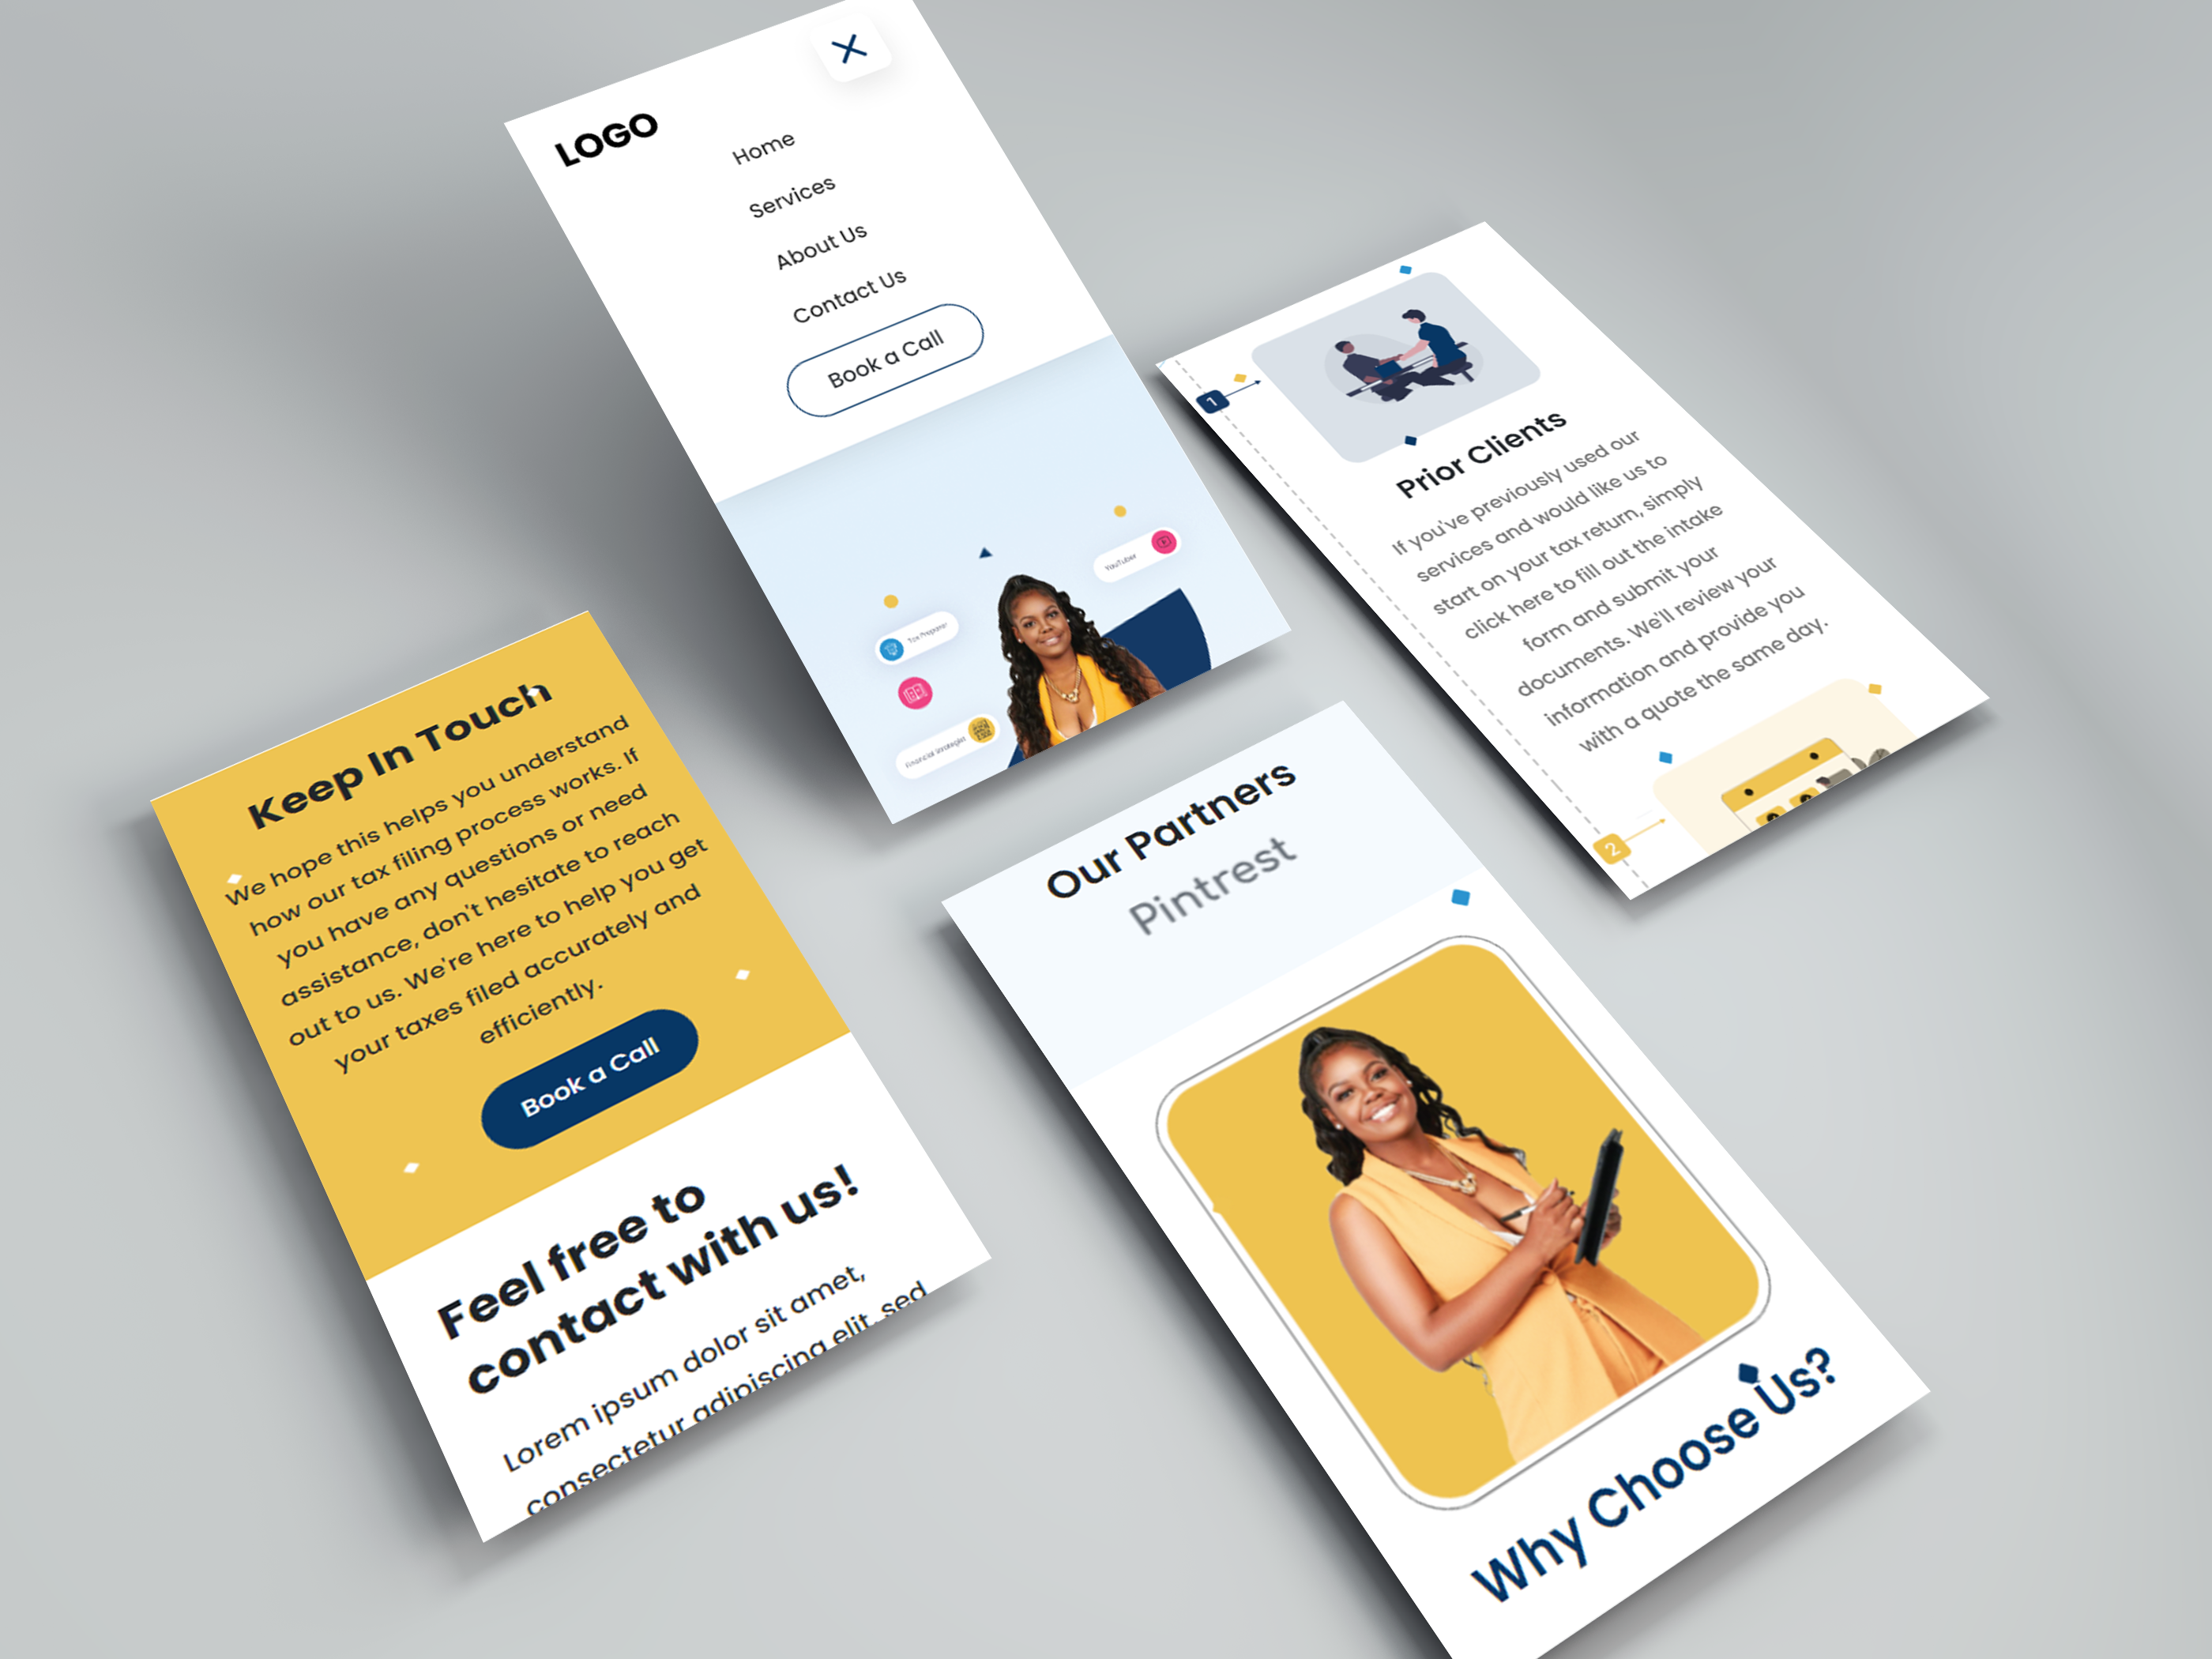 LOGO
Home
Services
About Us
Contact Us
Book a Call
YouTuber
Tax Preparer
Financial Strategist
1
Prior Clients
If you've previously used our
services and would like us to
start on your tax return, simply
click here to fill out the intake
form and submit your
documents. We'll review your
information and provide you
with a quote the same day.
2
Keep In Touch
We hope this helps you understand
how our tax filing process works. If
you have any questions or need
assistance, don't hesitate to reach
out to us. We're here to help you get
your taxes filed accurately and
efficiently.
Book a Call
Feel free to
contact with us!
Lorem ipsum dolor sit amet,
consectetur adipiscing elit, sed
Our Partners
Pintrest
Why Choose Us?